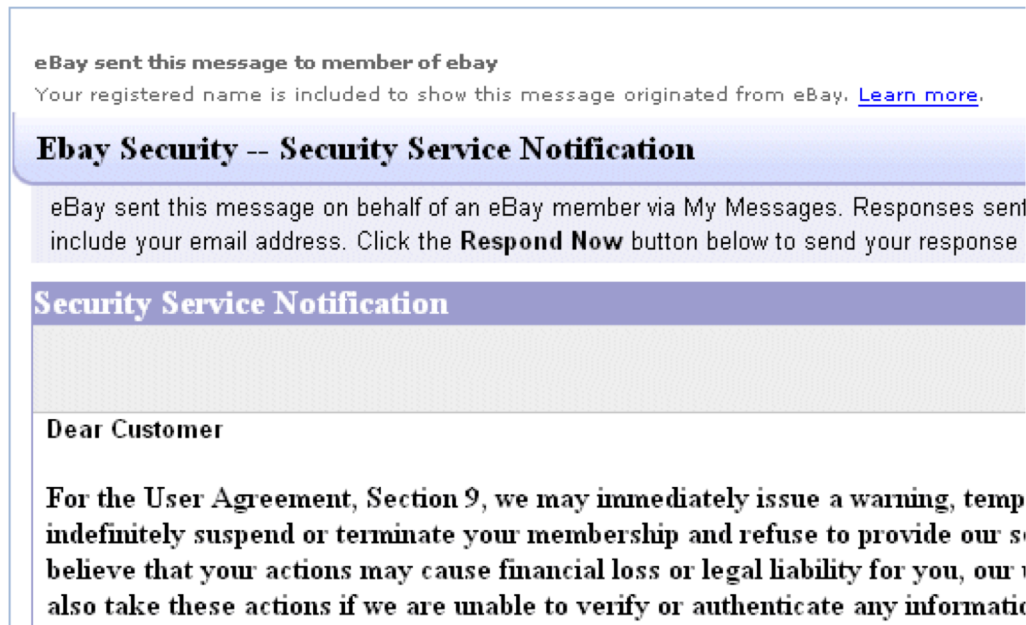 eBay sent this message to member of ebay
Your registered name is included to show this message originated from eBay. Learn more.
Ebay Security -- Security Service Notification
eBay sent this message on behalf of an eBay member via My Messages. Responses sent
include your email address. Click the Respond Now button below to send your response
Security Service Notification
Dear Customer
For the User Agreement, Section 9, we may immediately issue a warning, temp
indefinitely suspend or terminate your membership and refuse to provide our
believe that your actions may cause financial loss or legal liability for you, our
also take these actions if we are unable to verify or authenticate any informatio